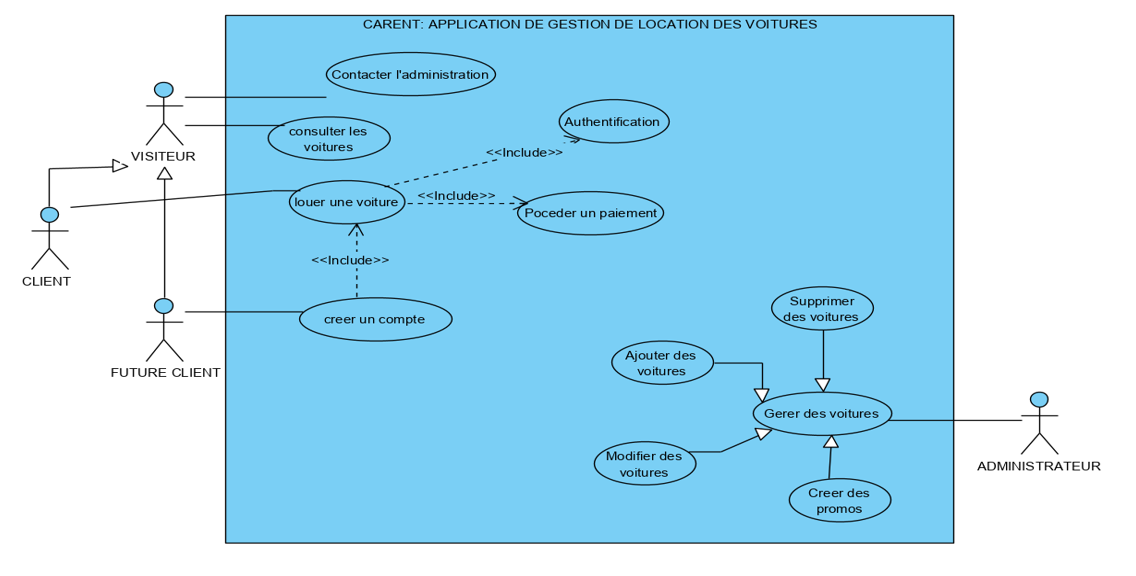 CARENT: APPLICATION DE GESTION DE LOCATION DES VOITURES
Contacter l'administration
VISITEUR
consulter les
voitures
Authentification
<<Include>>
louer une voiture
<<Include>>
Poceder un paiement
CLIENT
<<Include>>
creer un compte
FUTURE CLIENT
Supprimer
des voitures
Ajouter des
voitures
Gerer des voitures
Modifier des
voitures
ADMINISTRATEUR
Creer des
promos